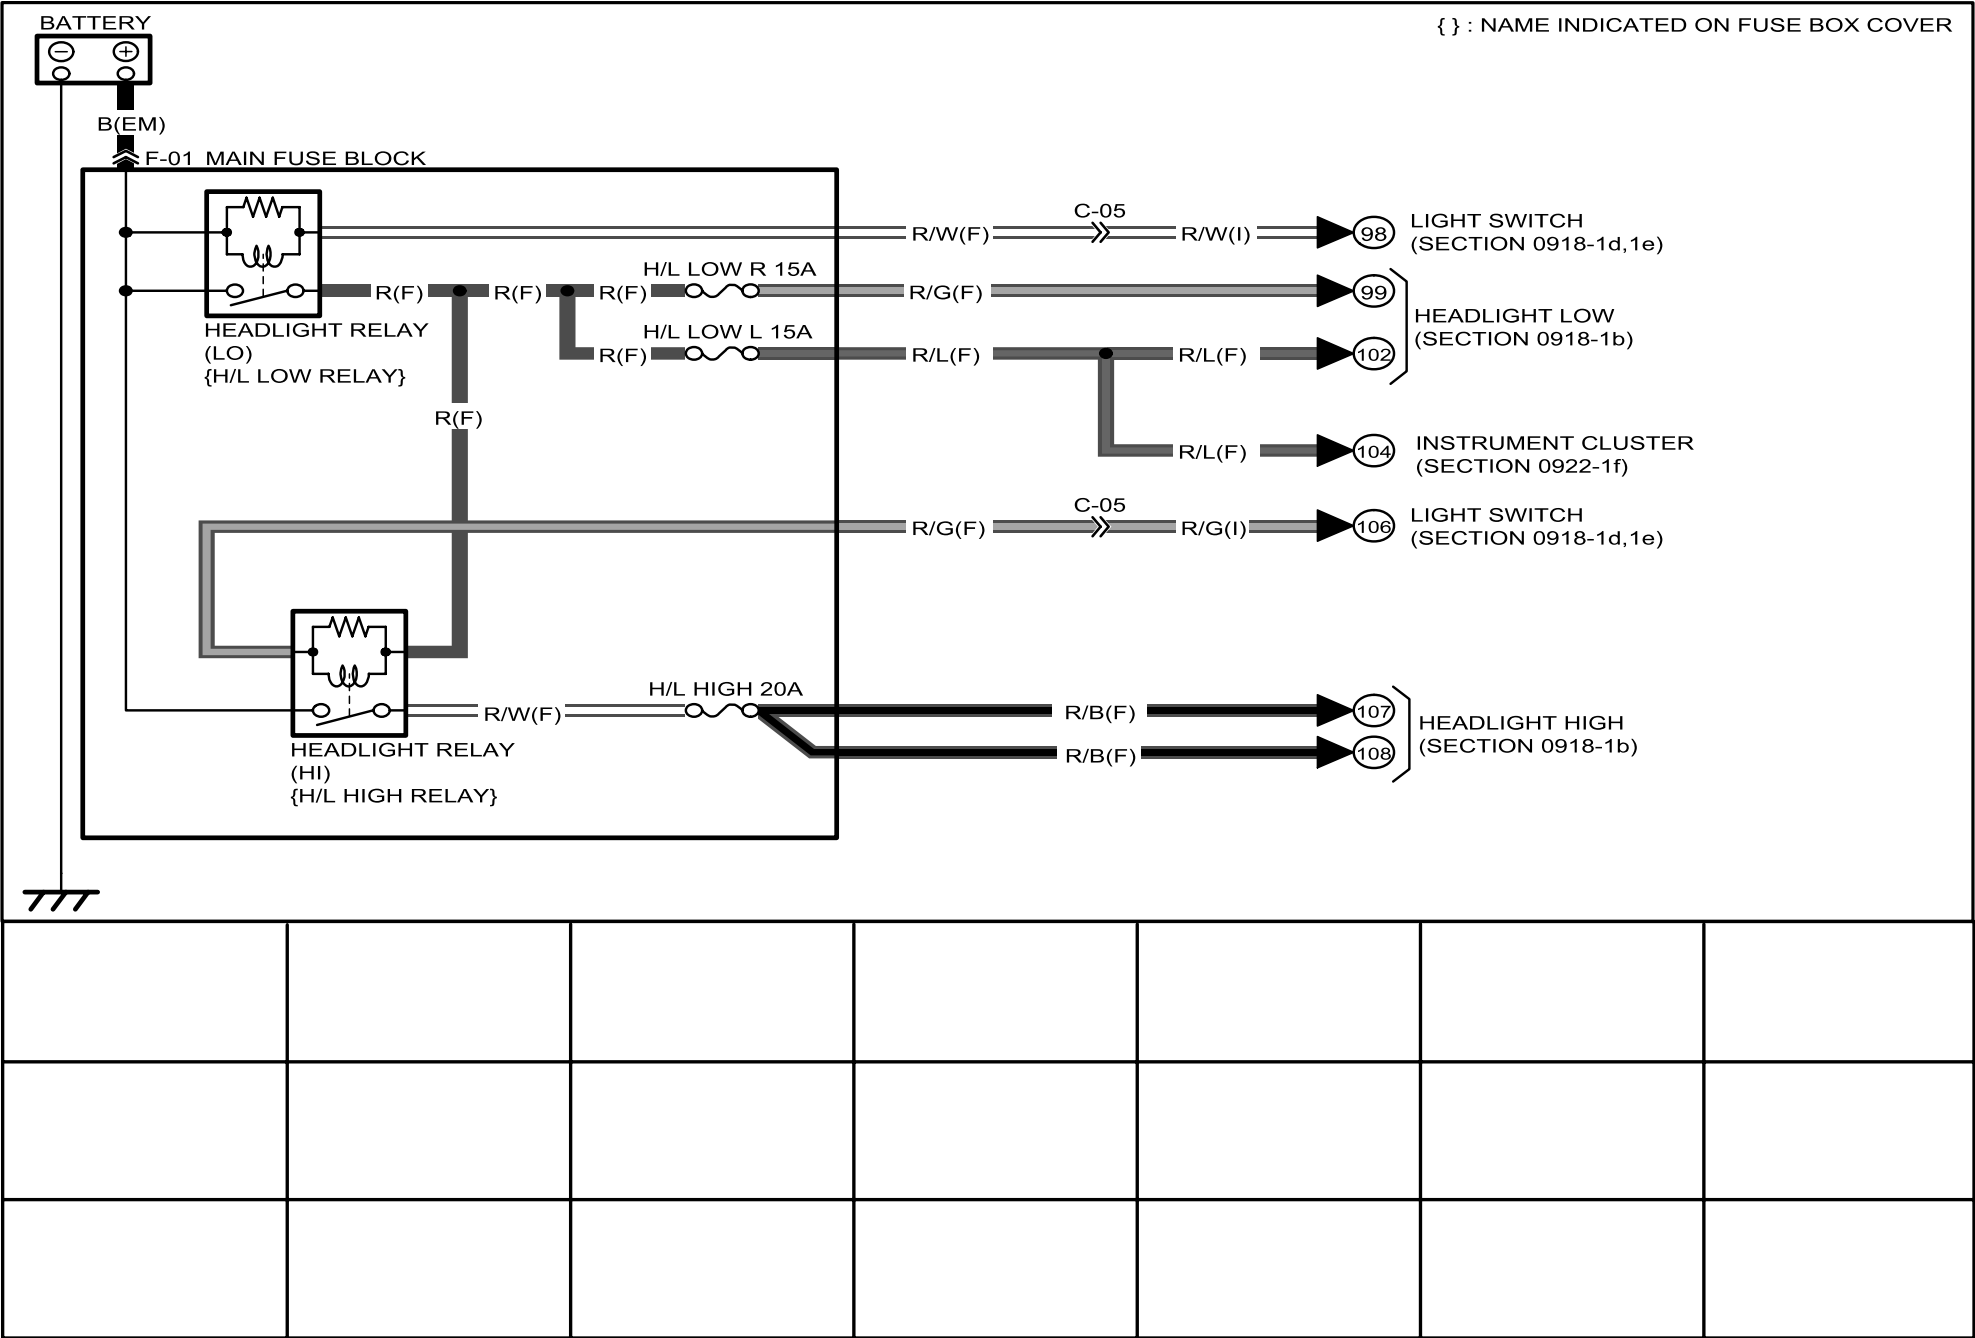 BATTERY
{ } : NAME INDICATED ON FUSE BOX COVER
− +
B(EM)
F-01 MAIN FUSE BLOCK
C-05
R/W(F) R/W(I) 98
LIGHT SWITCH
(SECTION 0918-1d,1e)
H/L LOW R 15A
R(F) R(F) R(F) R/G(F) 99
HEADLIGHT RELAY
(LO)
{H/L LOW RELAY}
H/L LOW L 15A
R(F) R/L(F) R/L(F) 102
HEADLIGHT LOW
(SECTION 0918-1b)
R(F)
R/L(F) 104
INSTRUMENT CLUSTER
(SECTION 0922-1f)
C-05
R/G(F) R/G(I) 106
LIGHT SWITCH
(SECTION 0918-1d,1e)
H/L HIGH 20A
R/W(F) R/B(F) 107
R/B(F) 108
HEADLIGHT HIGH
(SECTION 0918-1b)
HEADLIGHT RELAY
(HI)
{H/L HIGH RELAY}